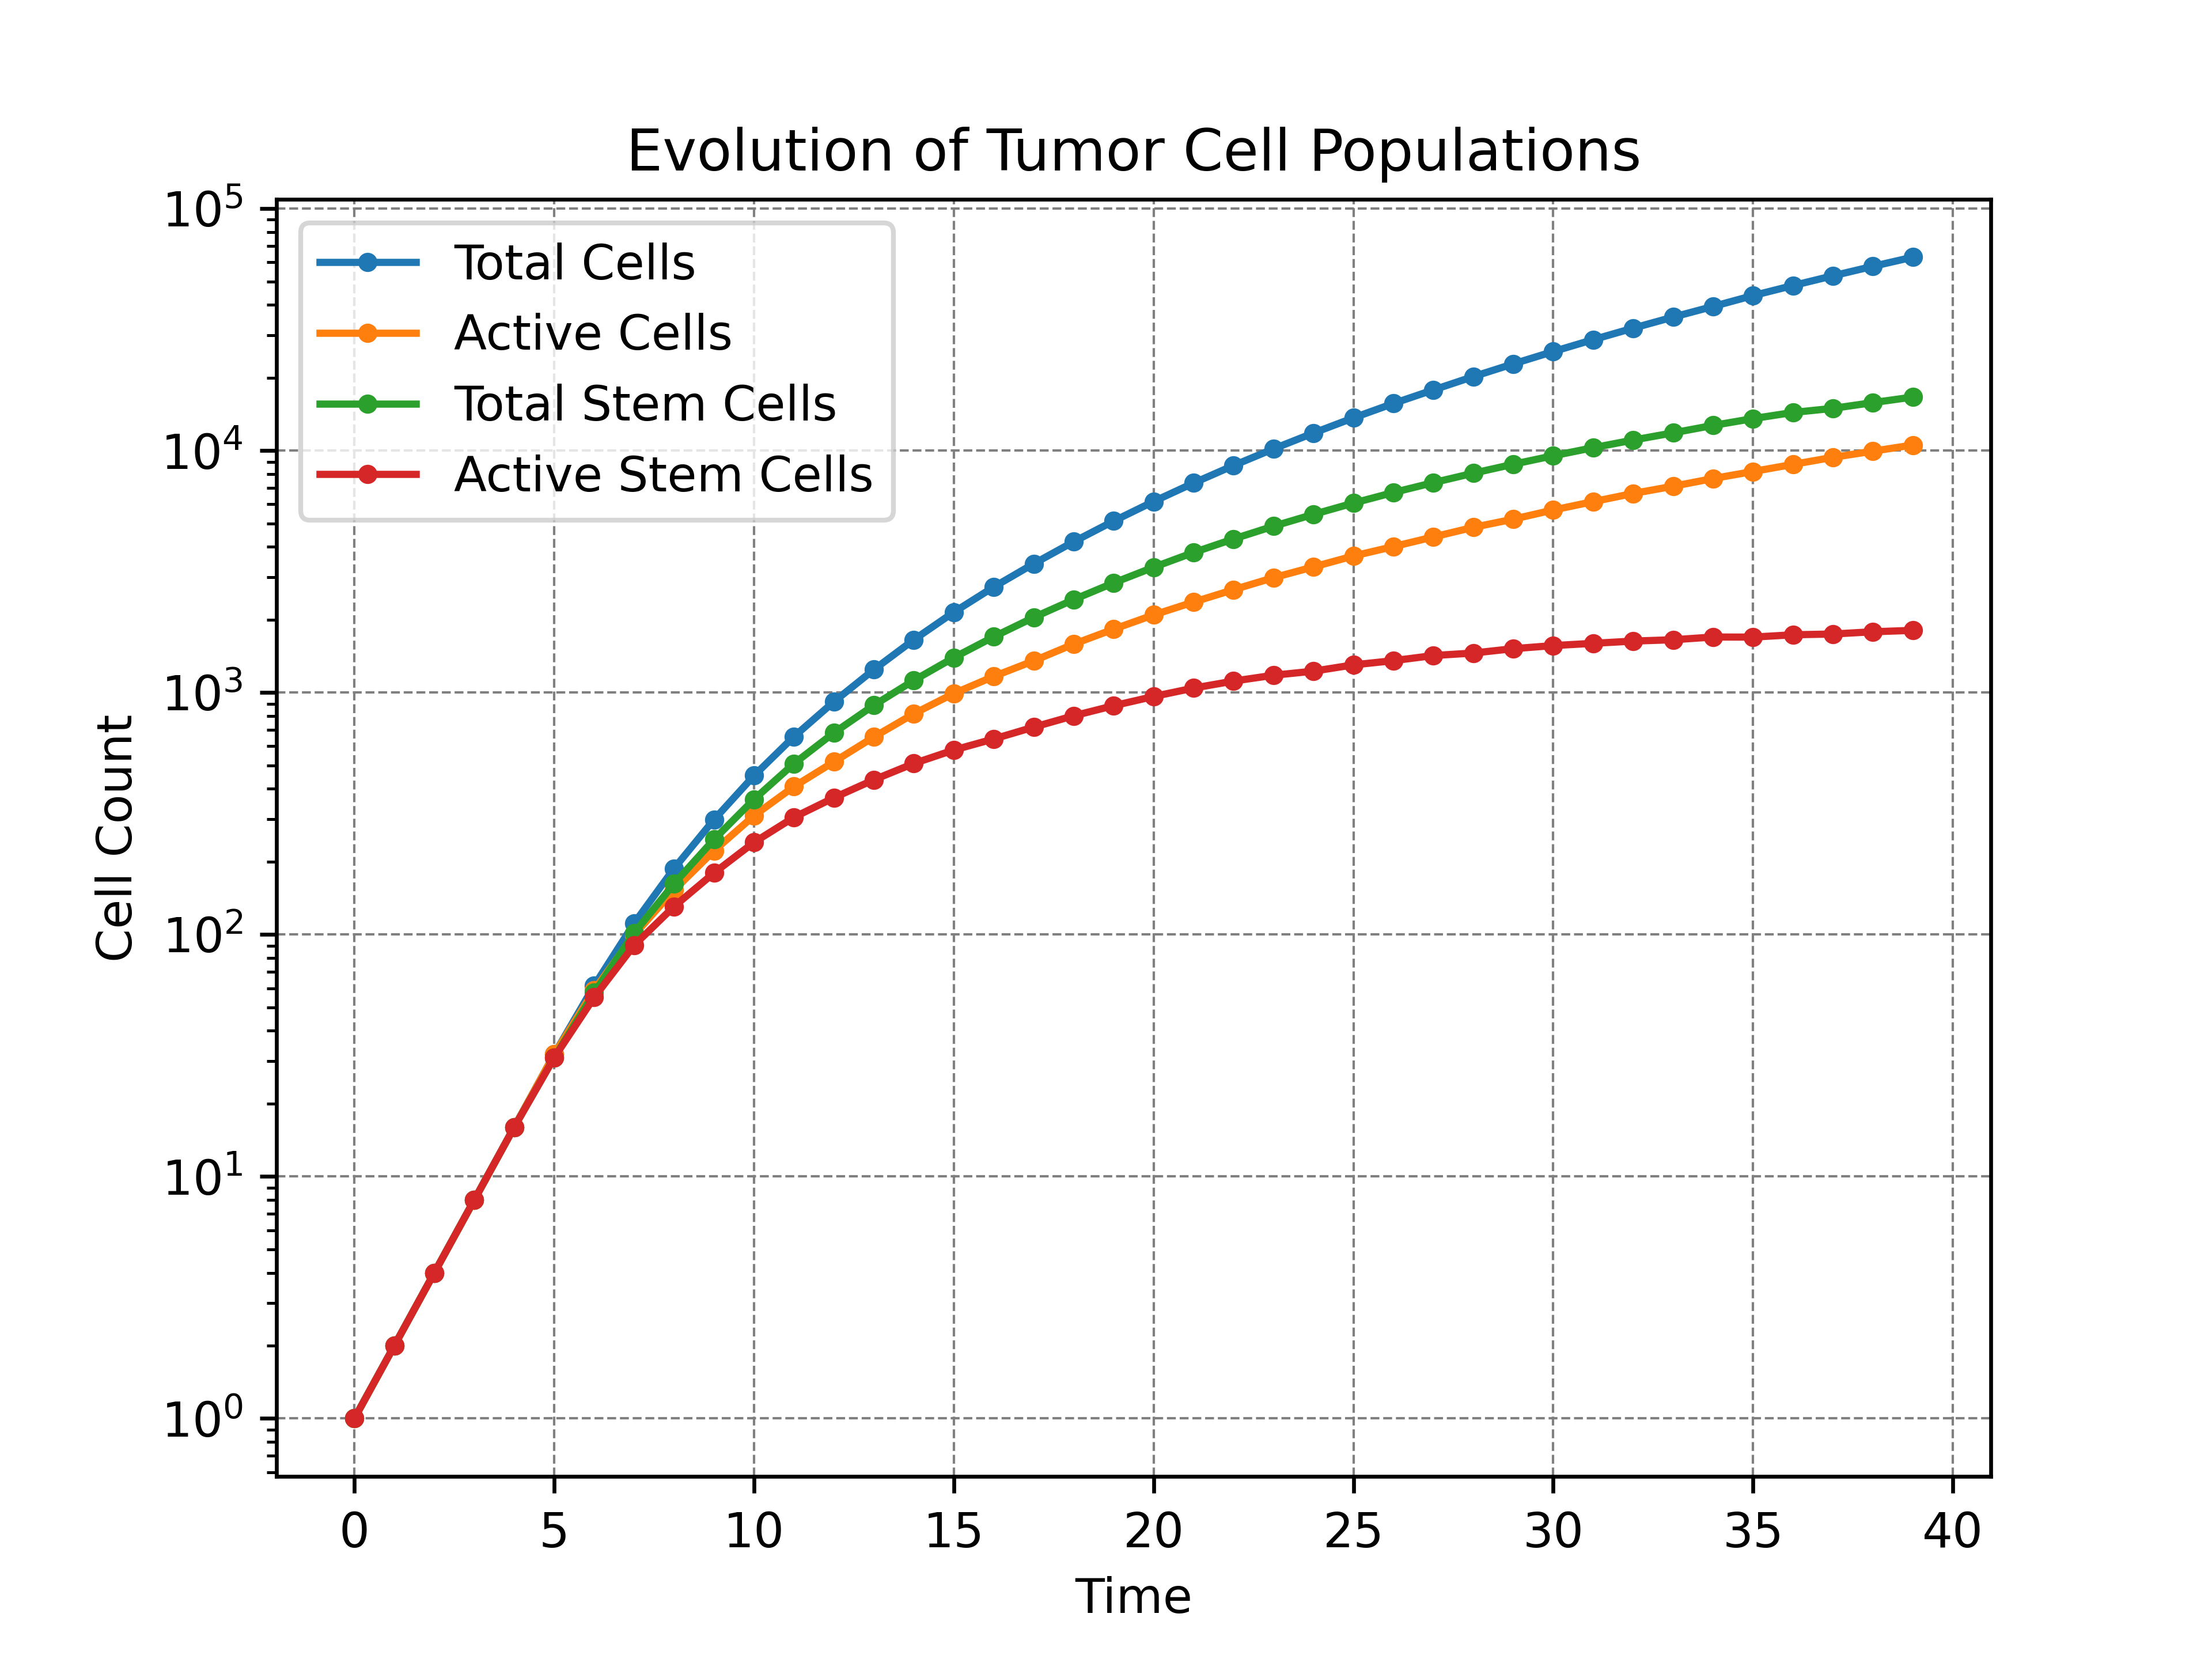 Evolution of Tumor Cell Populations
10^5
10^4
10^3
10^2
10^1
10^0
Cell Count
Total Cells
Active Cells
Total Stem Cells
Active Stem Cells
0 5 10 15 20 25 30 35 40
Time